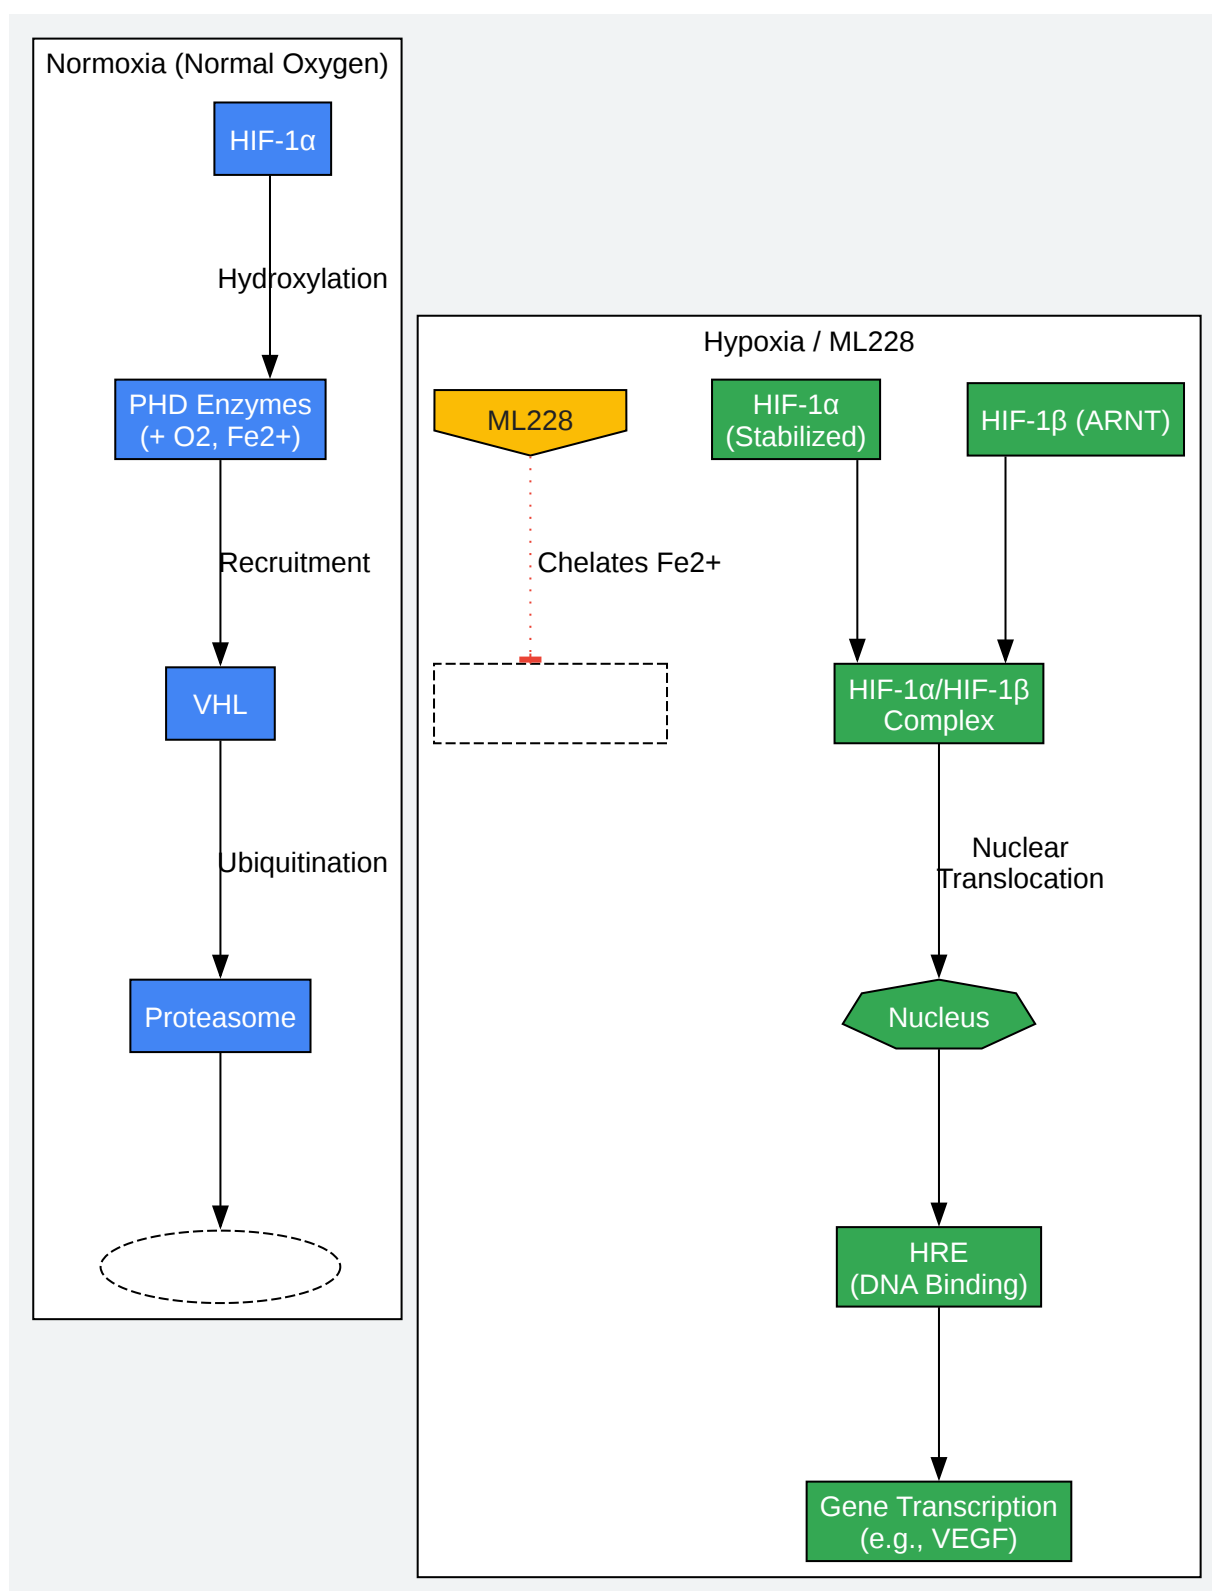 Normoxia (Normal Oxygen)
HIF-1α
Hydroxylation
PHD Enzymes
(+ O2, Fe2+)
Recruitment
VHL
Ubiquitination
Proteasome
Hypoxia / ML228
ML228
Chelates Fe2+
HIF-1α
(Stabilized)
HIF-1β (ARNT)
HIF-1α/HIF-1β
Complex
Nuclear
Translocation
Nucleus
HRE
(DNA Binding)
Gene Transcription
(e.g., VEGF)